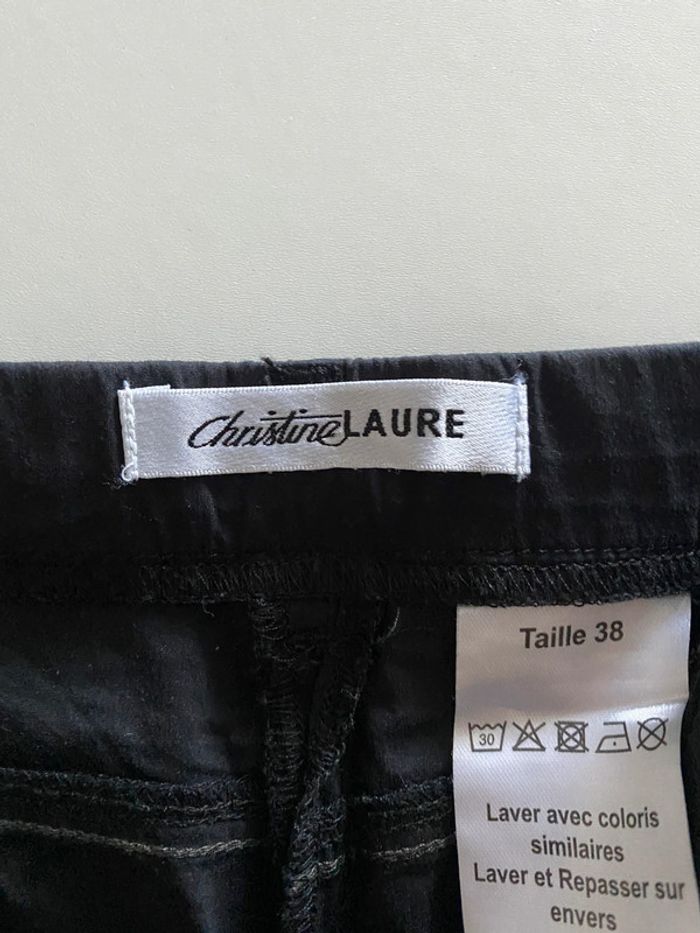 ChristineLAURE
Taille 38
30
Laver avec coloris
similaires
Laver et Repasser sur
envers